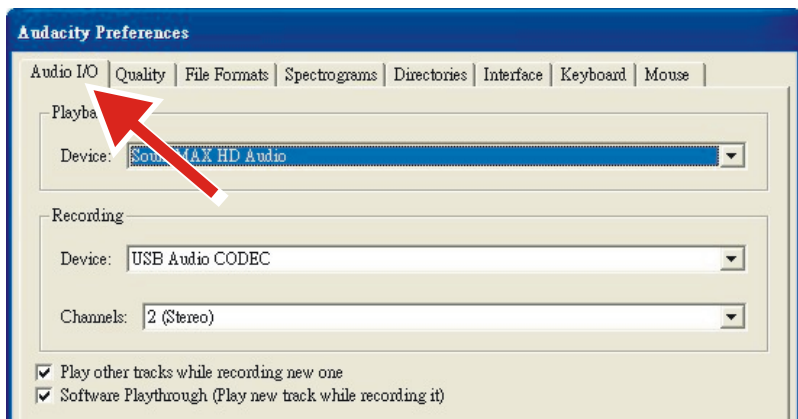 Audacity Preferences
Audio I/O Quality File Formats Spectrograms Directories Interface Keyboard Mouse
Device: MAX HD Audio
Recording
Device: USB Audio CODEC
Channels: 2 (Stereo)
Play other tracks while recording new one
Software Playthrough (Play new track while recording it)